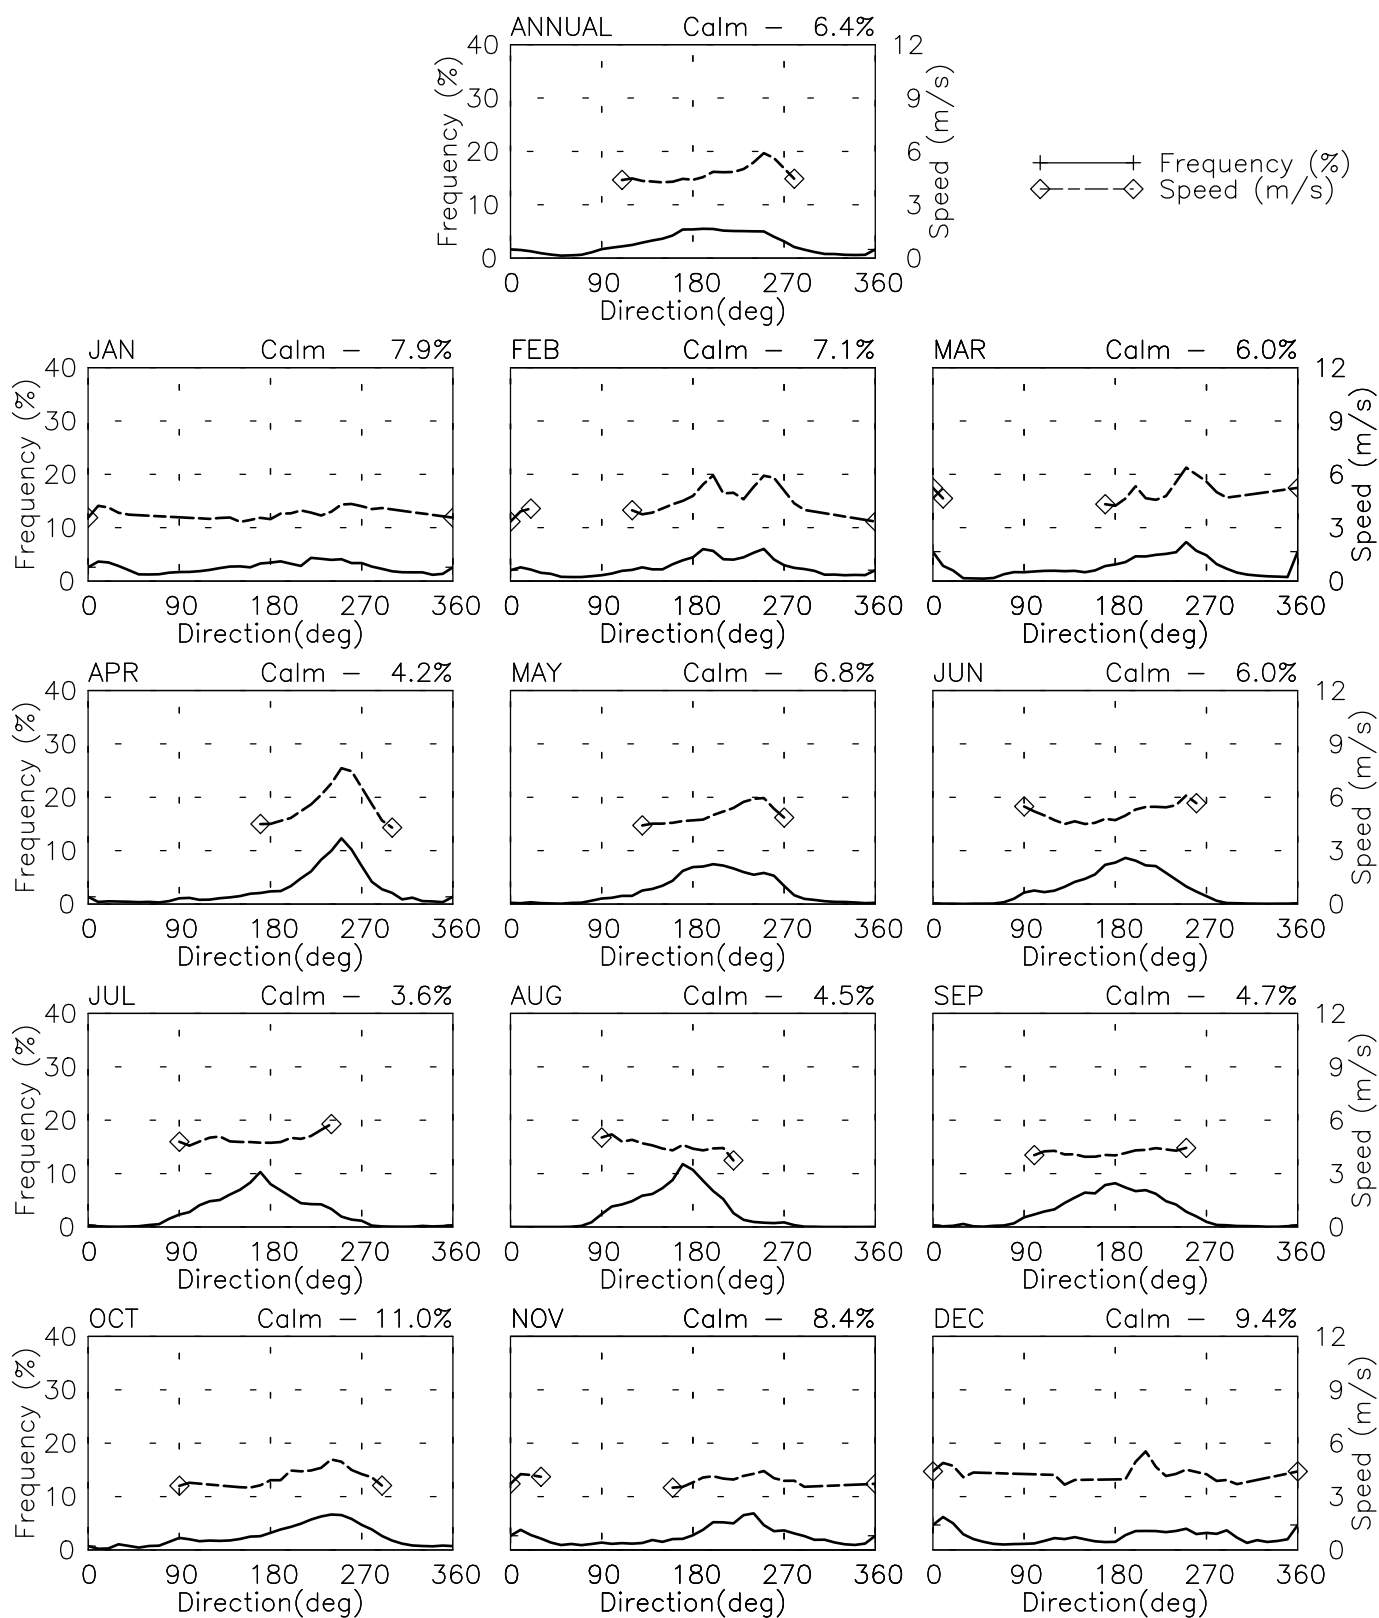 ANNUAL Calm – 6.4%
40 12
30 9
20 6
10 3
0 0
Frequency (%)
Speed (m/s)
0 90 180 270 360
Direction(deg)
Frequency (%)
Speed (m/s)
JAN Calm – 7.9% FEB Calm – 7.1% MAR Calm – 6.0%
40 12
30 9
20 6
10 3
0 0
Frequency (%)
Speed (m/s)
0 90 180 270 360 0 90 180 270 360 0 90 180 270 360
Direction(deg) Direction(deg) Direction(deg)
APR Calm – 4.2% MAY Calm – 6.8% JUN Calm – 6.0%
40 12
30 9
20 6
10 3
0 0
Frequency (%)
Speed (m/s)
0 90 180 270 360 0 90 180 270 360 0 90 180 270 360
Direction(deg) Direction(deg) Direction(deg)
JUL Calm – 3.6% AUG Calm – 4.5% SEP Calm – 4.7%
40 12
30 9
20 6
10 3
0 0
Frequency (%)
Speed (m/s)
0 90 180 270 360 0 90 180 270 360 0 90 180 270 360
Direction(deg) Direction(deg) Direction(deg)
OCT Calm – 11.0% NOV Calm – 8.4% DEC Calm – 9.4%
40 12
30 9
20 6
10 3
0 0
Frequency (%)
Speed (m/s)
0 90 180 270 360 0 90 180 270 360 0 90 180 270 360
Direction(deg) Direction(deg) Direction(deg)